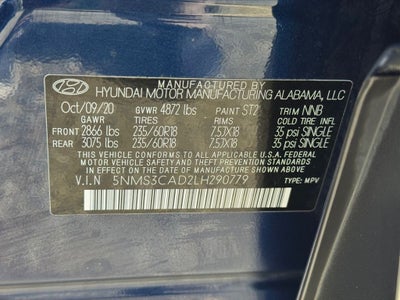 MANUFACTURED BY
HYUNDAI MOTOR MANUFACTURING ALABAMA, LLC
Oct/09/20 GVWR 4872 lbs PAINT ST2 TRIM NNB
GAWR TIRES RIMS COLD TIRE INFL.
FRONT 2866 lbs 235/60R18 7.5JX18 35 psi SINGLE
REAR 3075 lbs 235/60R18 7.5JX18 35 psi SINGLE
THIS VEHICLE CONFORMS TO ALL APPLICABLE U.S.A. FEDERAL
MOTOR VEHICLE SAFETY, BUMPER, AND THEFT PREVENTION STANDARDS
IN EFFECT ON THE DATE OF MANUFACTURE SHOWN ABOVE.
V.I.N 5NMS3CAD2LH290779 TYPE: MPV